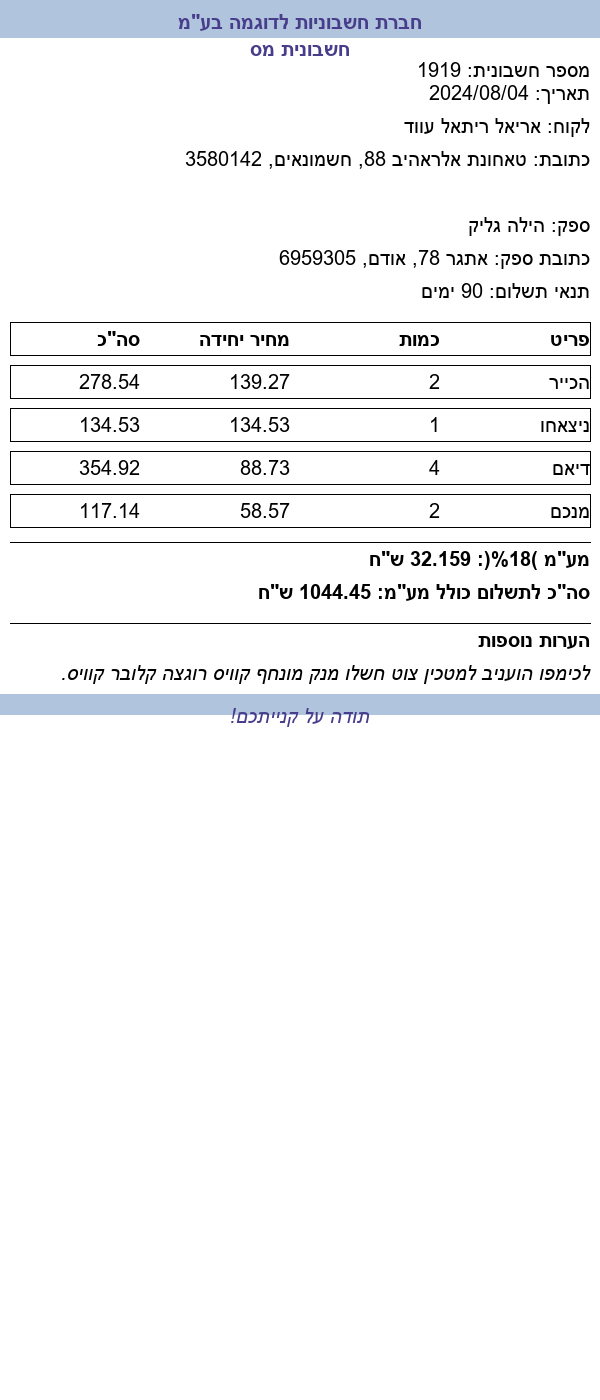 חברת חשבוניות לדוגמה בע"מ
חשבונית מס
מספר חשבונית: 1919
תאריך: 2024/08/04
לקוח: אריאל ריתאל עווד
כתובת: טאחונת אלראהיב 88, חשמונאים, 3580142
ספק: הילה גליק
כתובת ספק: אתגר 78, אודם, 6959305
תנאי תשלום: 90 ימים
פריט כמות מחיר יחידה סה"כ
הכייר 2 139.27 278.54
ניצאחו 1 134.53 134.53
דיאם 4 88.73 354.92
מנכם 2 58.57 117.14
מע"מ )18%(: 32.159 ש"ח
סה"כ לתשלום כולל מע"מ: 1044.45 ש"ח
הערות נוספות
לכימפו הועניב למטכין צוט חשלו מנק מונחף קוויס רוגצה קלובר קוויס.
תודה על קנייתכם!